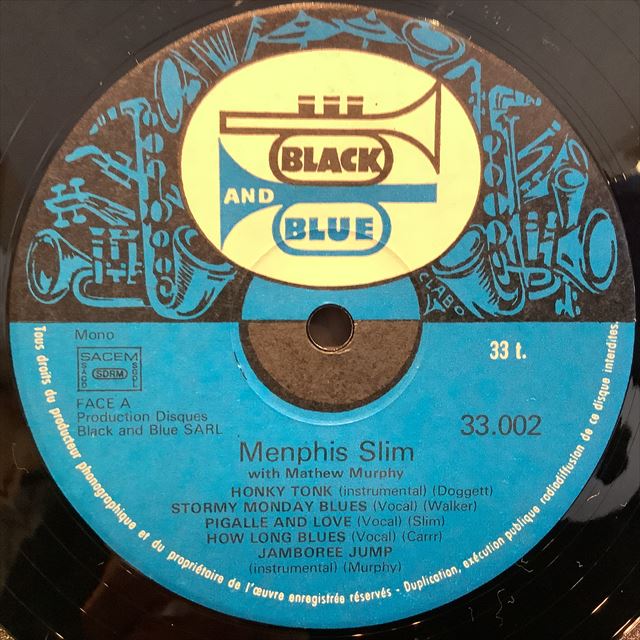 BLACK
AND
BLUE
CLABO
Mono
SACEM
SACD
SDRM
SGDL
33 t.
FACE A
Production Disques
Black and Blue SARL
33.002
Menphis Slim
with Mathew Murphy
HONKY TONK (instrumental) (Doggett)
STORMY MONDAY BLUES (Vocal) (Walker)
PIGALLE AND LOVE (Vocal) (Slim)
HOW LONG BLUES (Vocal) (Carrr)
JAMBOREE JUMP
(instrumental) (Murphy)
Tous droits du producteur phonographique et du propriétaire de l'œuvre enregistrée réservés - Duplication, exécution publique radiodiffusion de ce disque interdites.